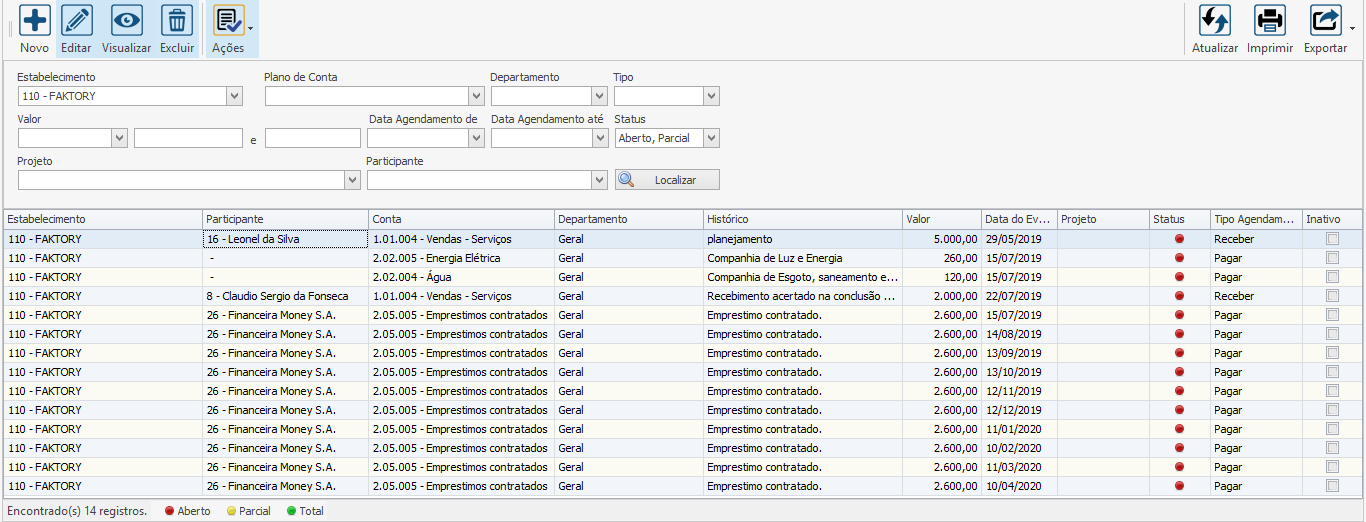 Novo Editar Visualizar Excluir Ações Atualizar Imprimir Exportar
Estabelecimento Plano de Conta Departamento Tipo
110 - FAKTORY
Valor Data Agendamento de Data Agendamento até Status
e Aberto, Parcial
Projeto Participante
Localizar
Estabelecimento Participante Conta Departamento Histórico Valor Data do Ev... Projeto Status Tipo Agendam... Inativo
110 - FAKTORY 16 - Leonel da Silva 1.01.004 - Vendas - Serviços Geral planejamento 5.000,00 29/05/2019 Receber
110 - FAKTORY - 2.02.005 - Energia Elétrica Geral Companhia de Luz e Energia 260,00 15/07/2019 Pagar
110 - FAKTORY - 2.02.004 - Água Geral Companhia de Esgoto, saneamento e... 120,00 15/07/2019 Pagar
110 - FAKTORY 8 - Claudio Sergio da Fonseca 1.01.004 - Vendas - Serviços Geral Recebimento acertado na conclusão ... 2.000,00 22/07/2019 Receber
110 - FAKTORY 26 - Financeira Money S.A. 2.05.005 - Emprestimos contratados Geral Emprestimo contratado. 2.600,00 15/07/2019 Pagar
110 - FAKTORY 26 - Financeira Money S.A. 2.05.005 - Emprestimos contratados Geral Emprestimo contratado. 2.600,00 14/08/2019 Pagar
110 - FAKTORY 26 - Financeira Money S.A. 2.05.005 - Emprestimos contratados Geral Emprestimo contratado. 2.600,00 13/09/2019 Pagar
110 - FAKTORY 26 - Financeira Money S.A. 2.05.005 - Emprestimos contratados Geral Emprestimo contratado. 2.600,00 13/10/2019 Pagar
110 - FAKTORY 26 - Financeira Money S.A. 2.05.005 - Emprestimos contratados Geral Emprestimo contratado. 2.600,00 12/11/2019 Pagar
110 - FAKTORY 26 - Financeira Money S.A. 2.05.005 - Emprestimos contratados Geral Emprestimo contratado. 2.600,00 12/12/2019 Pagar
110 - FAKTORY 26 - Financeira Money S.A. 2.05.005 - Emprestimos contratados Geral Emprestimo contratado. 2.600,00 11/01/2020 Pagar
110 - FAKTORY 26 - Financeira Money S.A. 2.05.005 - Emprestimos contratados Geral Emprestimo contratado. 2.600,00 10/02/2020 Pagar
110 - FAKTORY 26 - Financeira Money S.A. 2.05.005 - Emprestimos contratados Geral Emprestimo contratado. 2.600,00 11/03/2020 Pagar
110 - FAKTORY 26 - Financeira Money S.A. 2.05.005 - Emprestimos contratados Geral Emprestimo contratado. 2.600,00 10/04/2020 Pagar
Encontrado(s) 14 registros. Aberto Parcial Total